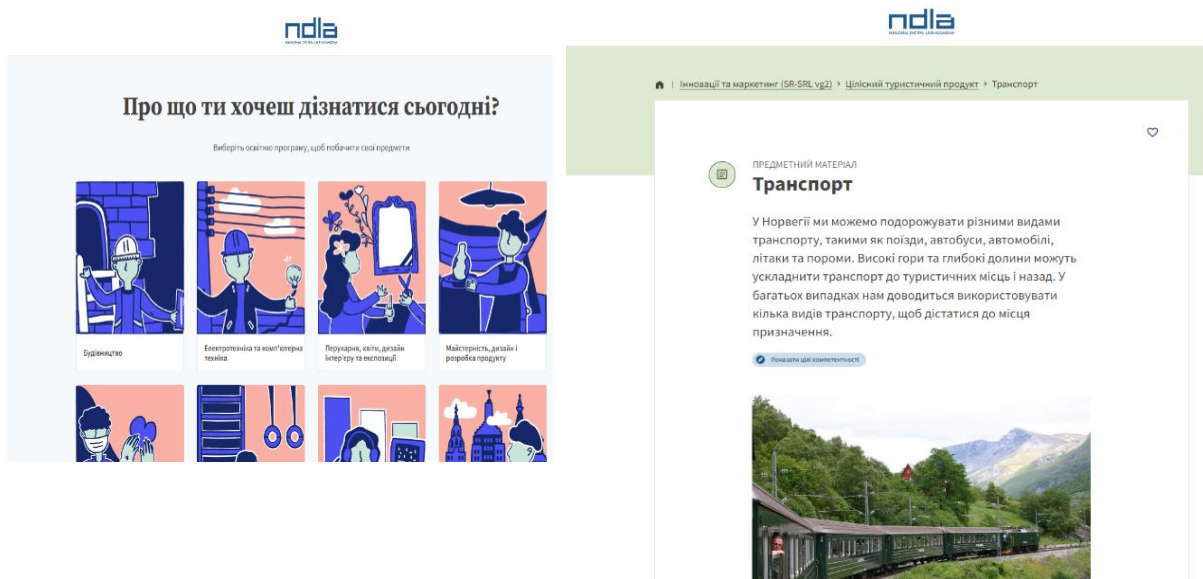 ndla
Про що ти хочеш дізнатися сьогодні?
Виберіть освітню програму, щоб побачити свої предмети
Будівництво
Електротехніка та комп'ютерна
техніка
Перукарня, квіти, дизайн
інтер'єру та експозиції
Майстерність, дизайн і
розробка продукту
ndla
Інновації та маркетинг (SR-SRL vg2) › Цілісний туристичний продукт › Транспорт
ПРЕДМЕТНИЙ МАТЕРІАЛ
Транспорт
У Норвегії ми можемо подорожувати різними видами
транспорту, такими як поїзди, автобуси, автомобілі,
літаки та пороми. Високі гори та глибокі долини можуть
ускладнити транспорт до туристичних місць і назад. У
багатьох випадках нам доводиться використовувати
кілька видів транспорту, щоб дістатися до місця
призначення.
Показати цілі компетентності